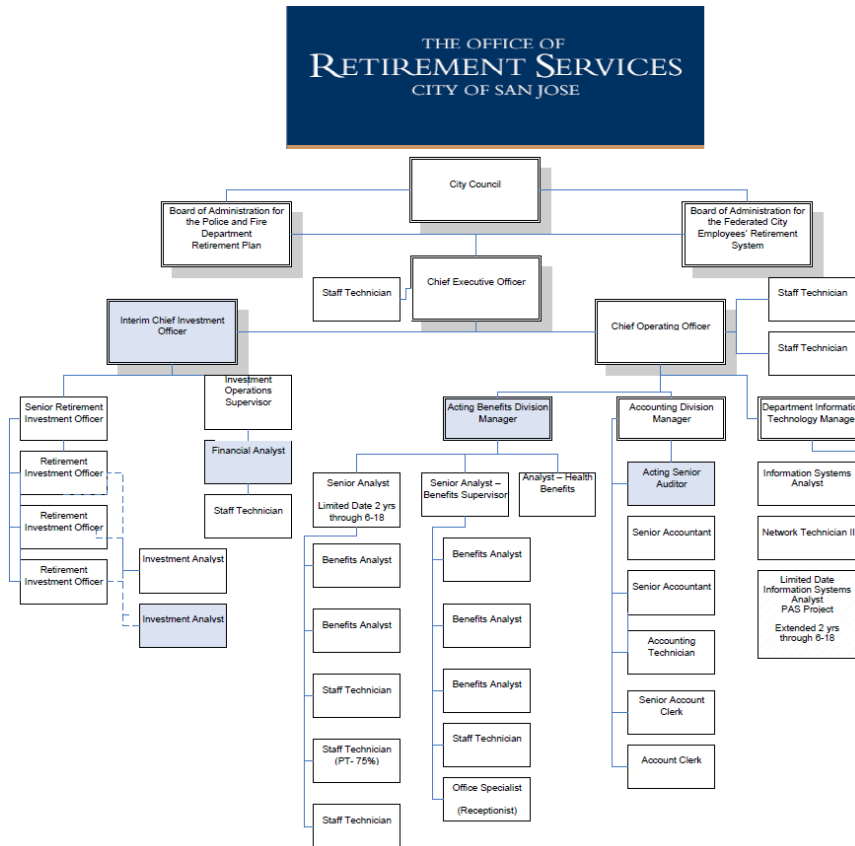 THE OFFICE OF
RETIREMENT SERVICES
CITY OF SAN JOSE
City Council
Board of Administration for
the Police and Fire
Department
Retirement Plan
Board of Administration for
the Federated City
Employees' Retirement
System
Chief Executive Officer
Staff Technician
Staff Technician
Interim Chief Investment
Officer
Chief Operating Officer
Staff Technician
Senior Retirement
Investment Officer
Retirement
Investment Officer
Retirement
Investment Officer
Retirement
Investment Officer
Investment Analyst
Investment Analyst
Investment
Operations
Supervisor
Financial Analyst
Staff Technician
Acting Benefits Division
Manager
Senior Analyst
Limited Date 2 yrs
through 6-18
Benefits Analyst
Benefits Analyst
Staff Technician
Staff Technician
(PT- 75%)
Staff Technician
Senior Analyst –
Benefits Supervisor
Benefits Analyst
Benefits Analyst
Benefits Analyst
Staff Technician
Office Specialist
(Receptionist)
Analyst – Health
Benefits
Accounting Division
Manager
Acting Senior
Auditor
Senior Accountant
Senior Accountant
Accounting
Technician
Senior Account
Clerk
Account Clerk
Department Information
Technology Manage
Information Systems
Analyst
Network Technician II
Limited Date
Information Systems
Analyst
PAS Project
Extended 2 yrs
through 6-18